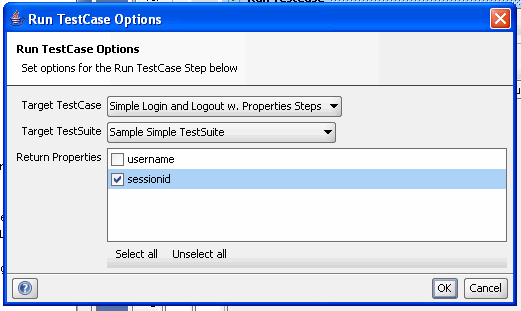 Run TestCase Options
Run TestCase Options
Set options for the Run TestCase Step below
Target TestCase Simple Login and Logout w. Properties Steps
Target TestSuite Sample Simple TestSuite
Return Properties username
sessionid
Select all Unselect all
? OK Cancel